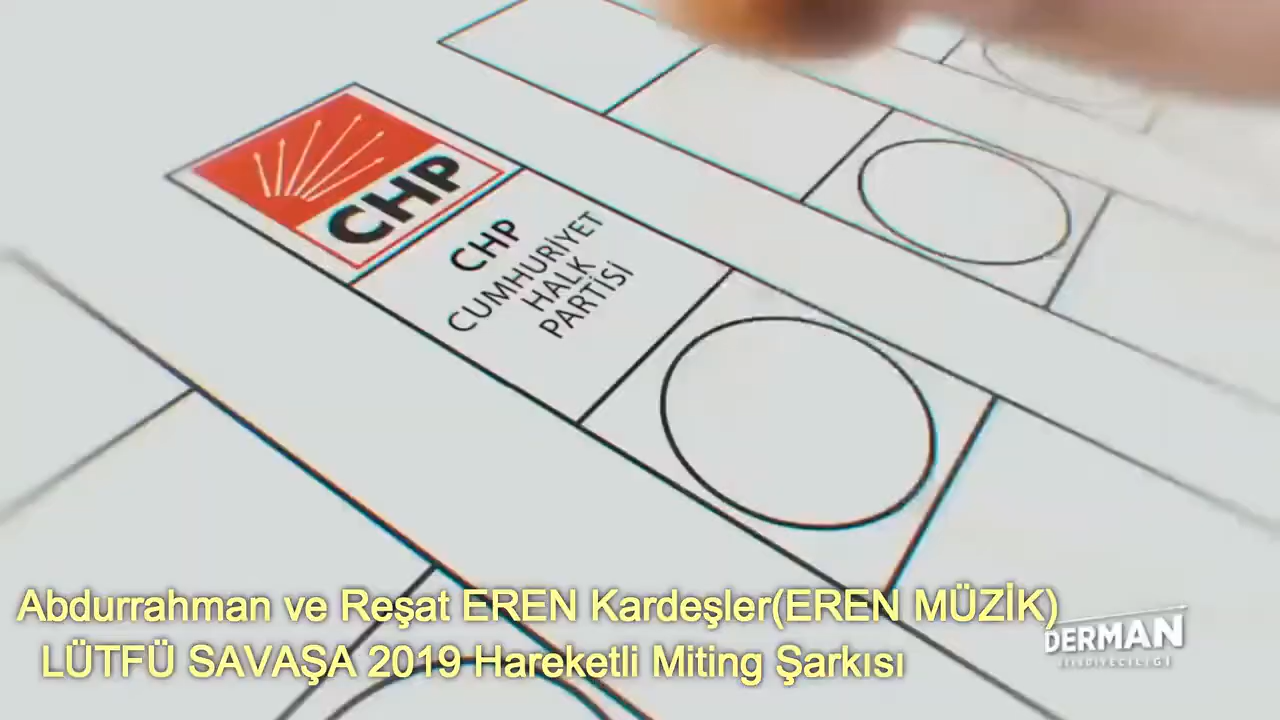 CHP
CHP
CUMHURİYET
HALK
PARTİSİ
Abdurrahman ve Reşat EREN Kardeşler(EREN MÜZİK)
LÜTFÜ SAVAŞA 2019 Hareketli Miting Şarkısı
DERMAN